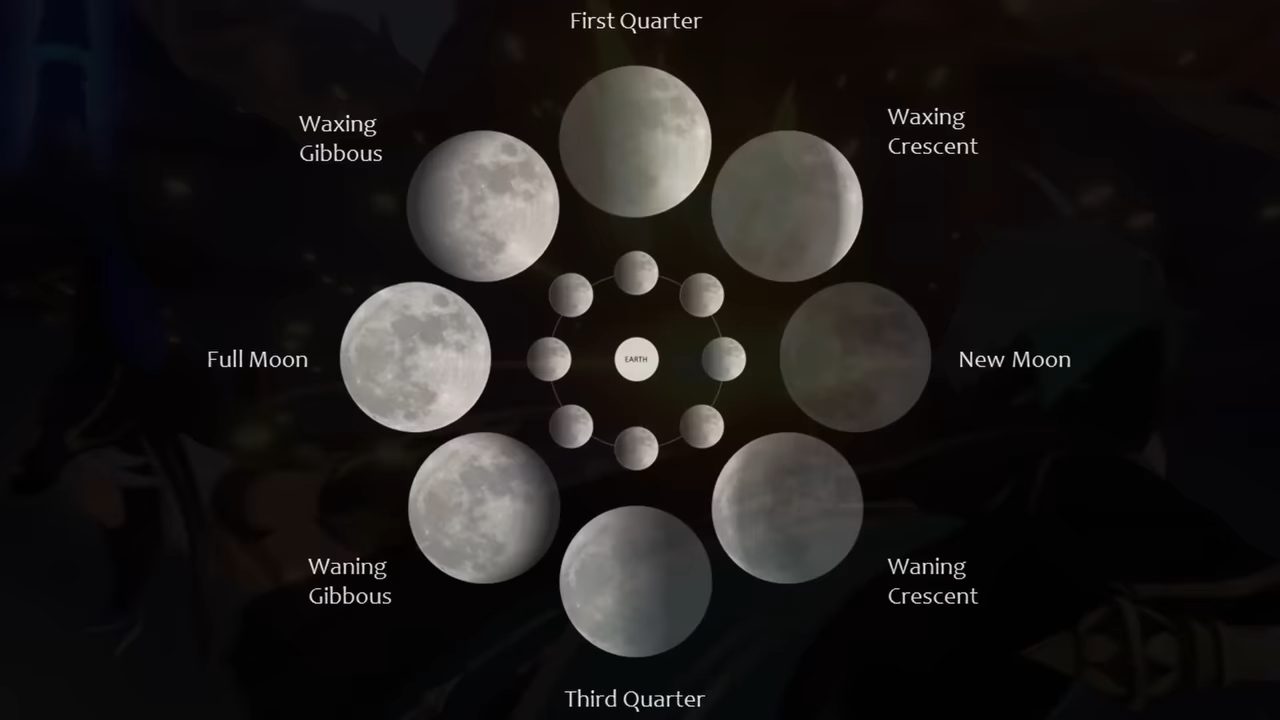 First Quarter
Waxing
Gibbous
Waxing
Crescent
Full Moon
EARTH
New Moon
Waning
Gibbous
Waning
Crescent
Third Quarter